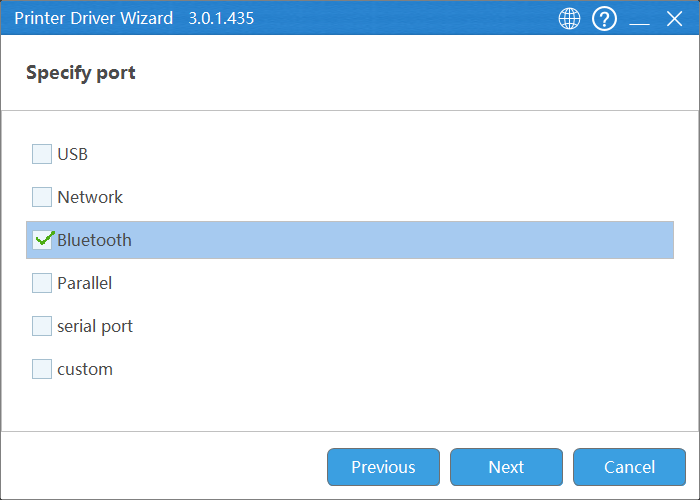 Printer Driver Wizard 3.0.1.435
Specify port
USB
Network
Bluetooth
Parallel
serial port
custom
Previous
Next
Cancel